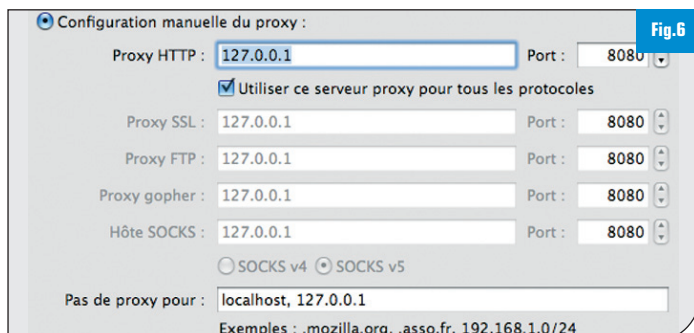 Configuration manuelle du proxy :
Fig.6
Proxy HTTP : 127.0.0.1 Port : 8080
Utiliser ce serveur proxy pour tous les protocoles
Proxy SSL : 127.0.0.1 Port : 8080
Proxy FTP : 127.0.0.1 Port : 8080
Proxy gopher : 127.0.0.1 Port : 8080
Hôte SOCKS : 127.0.0.1 Port : 8080
SOCKS v4 SOCKS v5
Pas de proxy pour : localhost, 127.0.0.1
Exemples : .mozilla.org, .asso.fr, 192.168.1.0/24